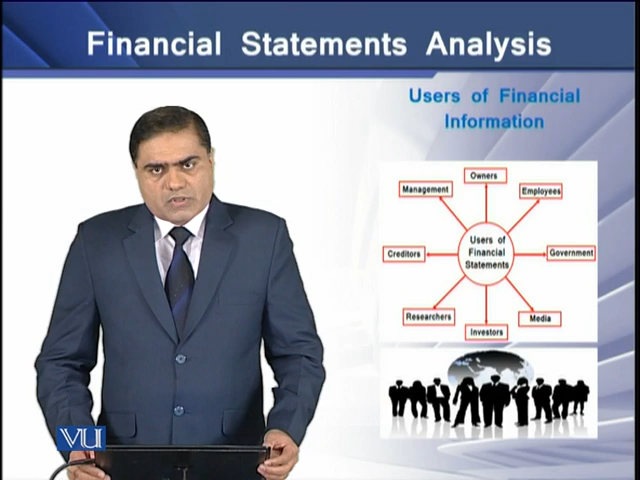 Financial Statements Analysis
Users of Financial
Information
Owners
Management
Employees
Creditors
Users of
Financial
Statements
Government
Researchers
Media
Investors
VU